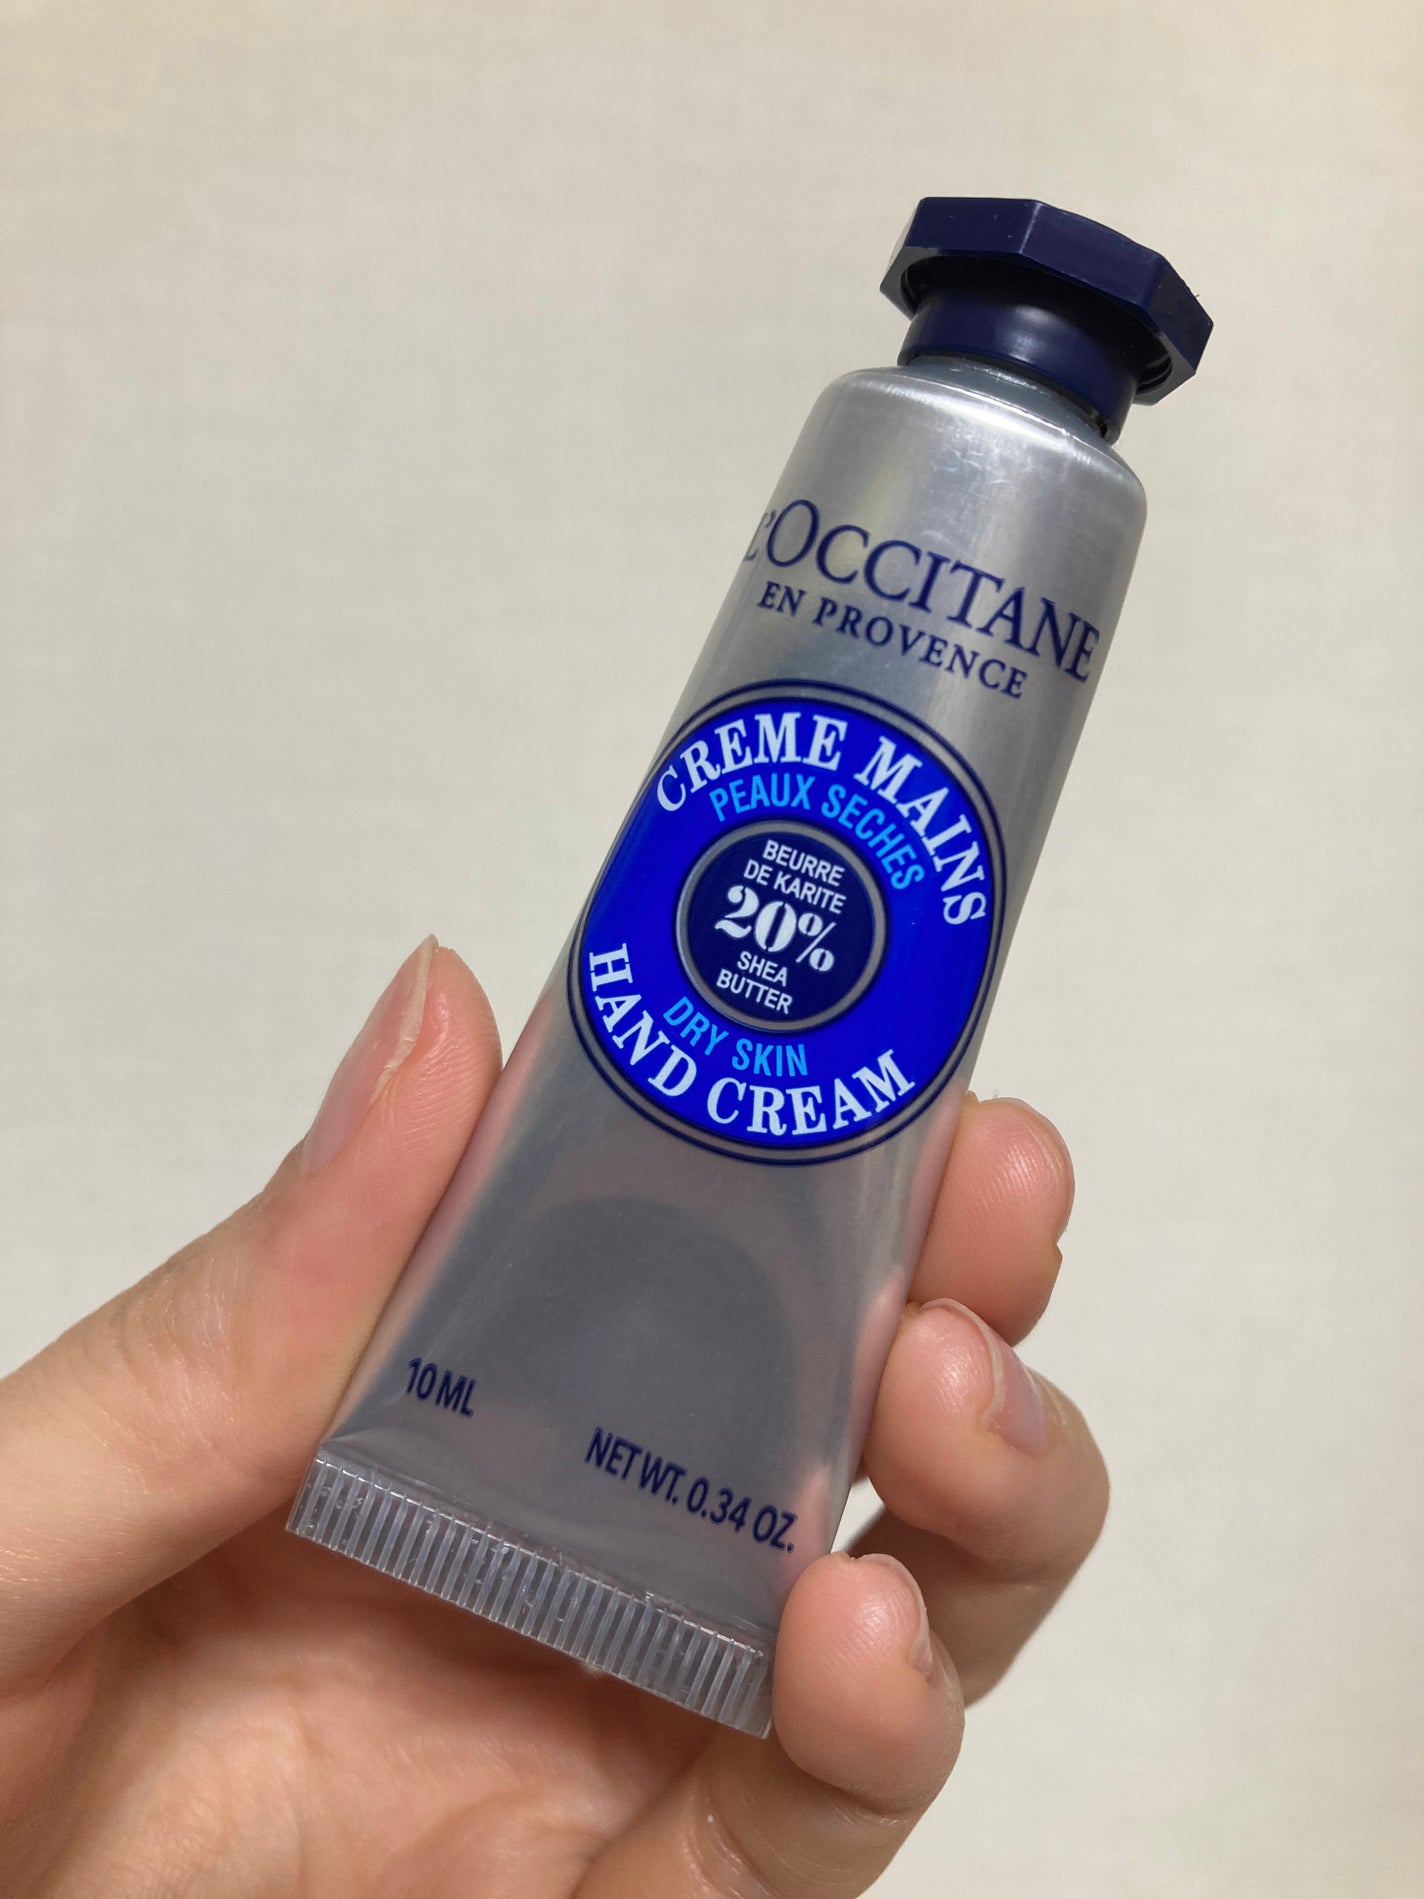 L'OCCITANE
EN PROVENCE
CREME MAINS
PEAUX SECHES
BEURRE
DE KARITE
20%
SHEA
BUTTER
DRY SKIN
HAND CREAM
10 ML
NET WT. 0.34 OZ.